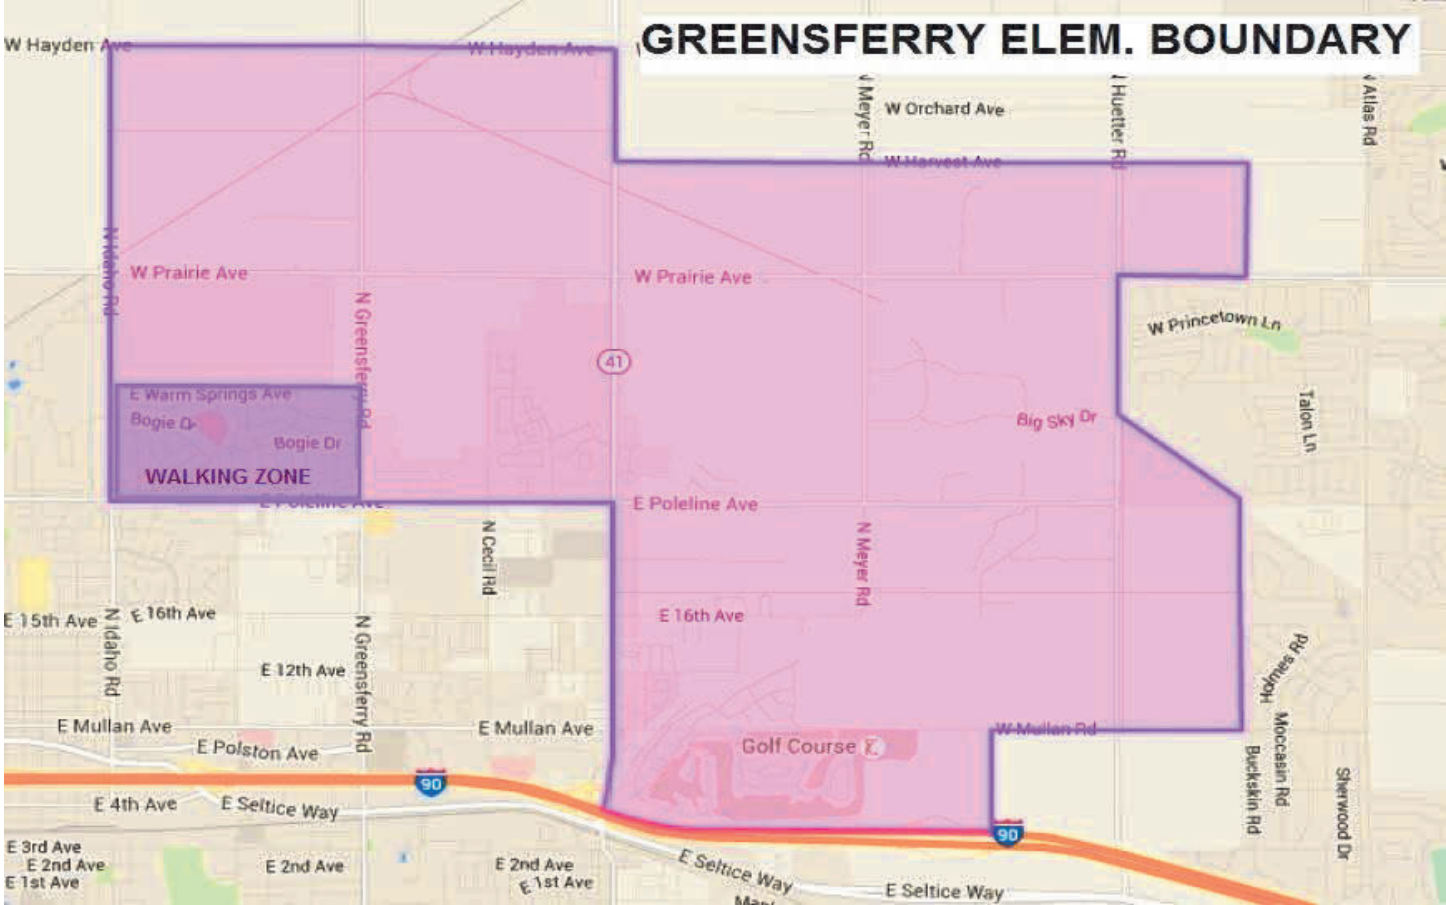 GREENSFERRY ELEM. BOUNDARY
W Hayden Ave
W Hayden Ave
N Meyer Rd
W Orchard Ave
N Huetter Rd
N Atlas Rd
W Harvest Ave
N Idaho Rd
W Prairie Ave
W Prairie Ave
N Greensferry Rd
W Princetown Ln
41
E Warm Springs Ave
Bogie Dr
Bogie Dr
Big Sky Dr
Talon Ln
WALKING ZONE
E Poleline Ave
E Poleline Ave
N Cecil Rd
N Meyer Rd
E 15th Ave
E 16th Ave
E 16th Ave
N Idaho Rd
N Greensferry Rd
E 12th Ave
Holmes Rd
E Mullan Ave
E Mullan Ave
W Mullan Rd
E Polston Ave
Golf Course
Moccasin Rd
Buckskin Rd
Sherwood Dr
90
E 4th Ave
E Seltice Way
90
E 3rd Ave
E 2nd Ave
E 2nd Ave
E 2nd Ave
E Seltice Way
E 1st Ave
E 1st Ave
E Seltice Way